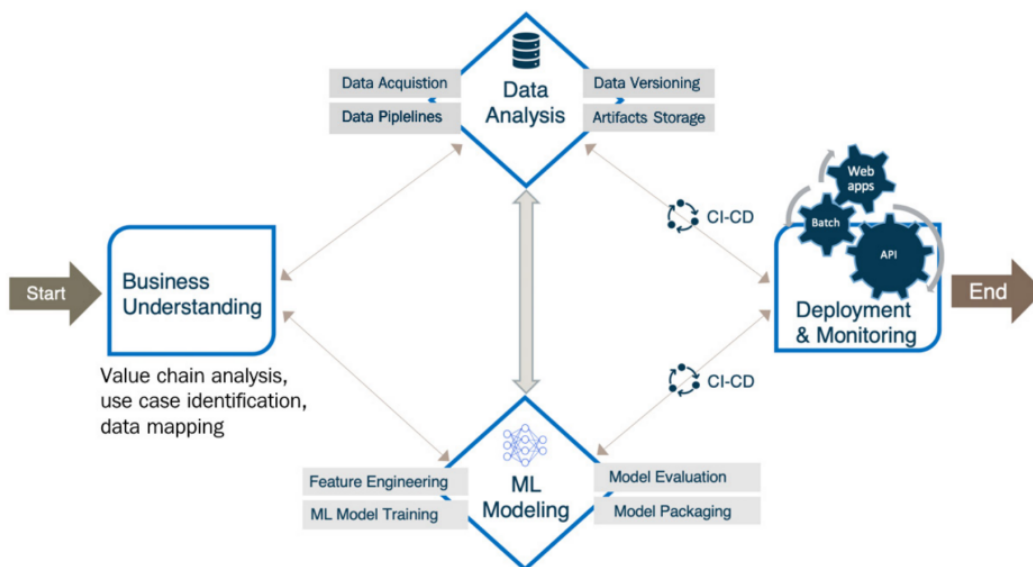 Data
Analysis
Data Acquistion
Data Piplelines
Data Versioning
Artifacts Storage
Start
Business
Understanding
Value chain analysis,
use case identification,
data mapping
CI-CD
CI-CD
Web
apps
Batch
API
Deployment
& Monitoring
End
ML
Modeling
Feature Engineering
ML Model Training
Model Evaluation
Model Packaging